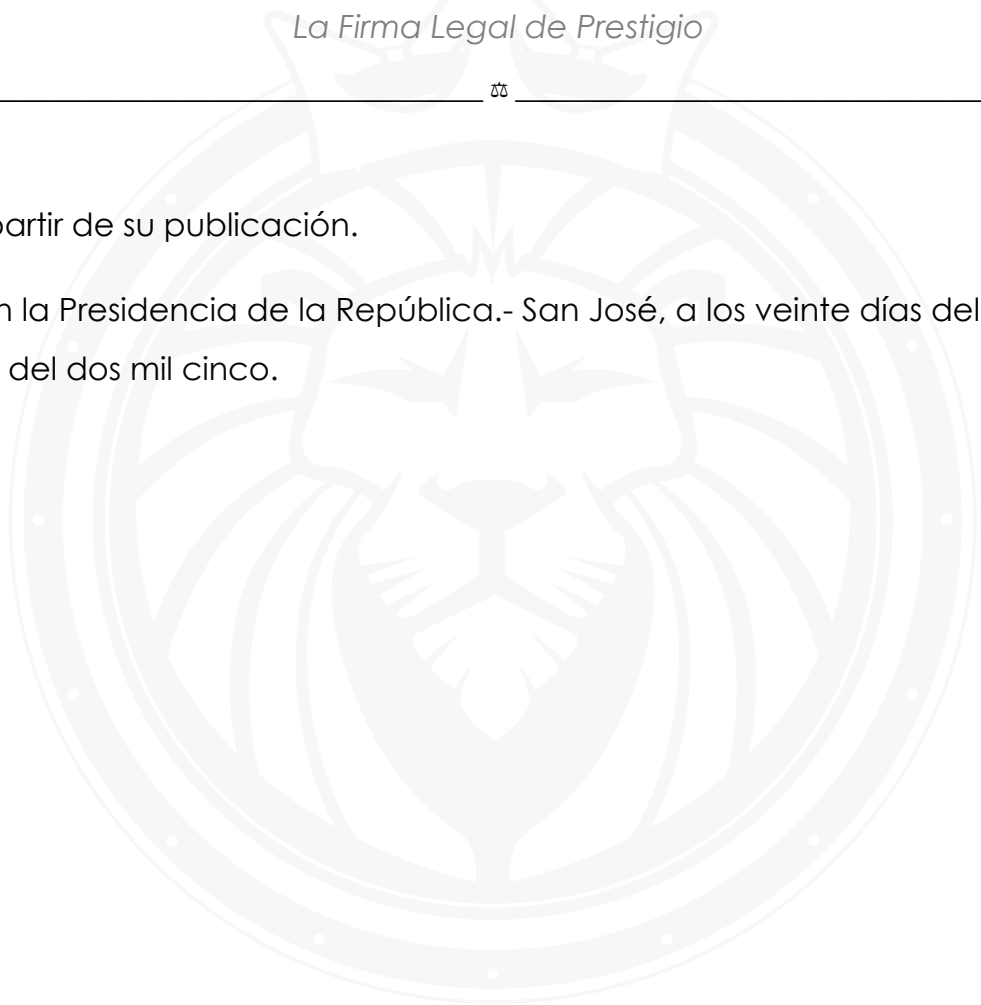 La Firma Legal de Prestigio
partir de su publicación.
la Presidencia de la República.- San José, a los veinte días del
del dos mil cinco.